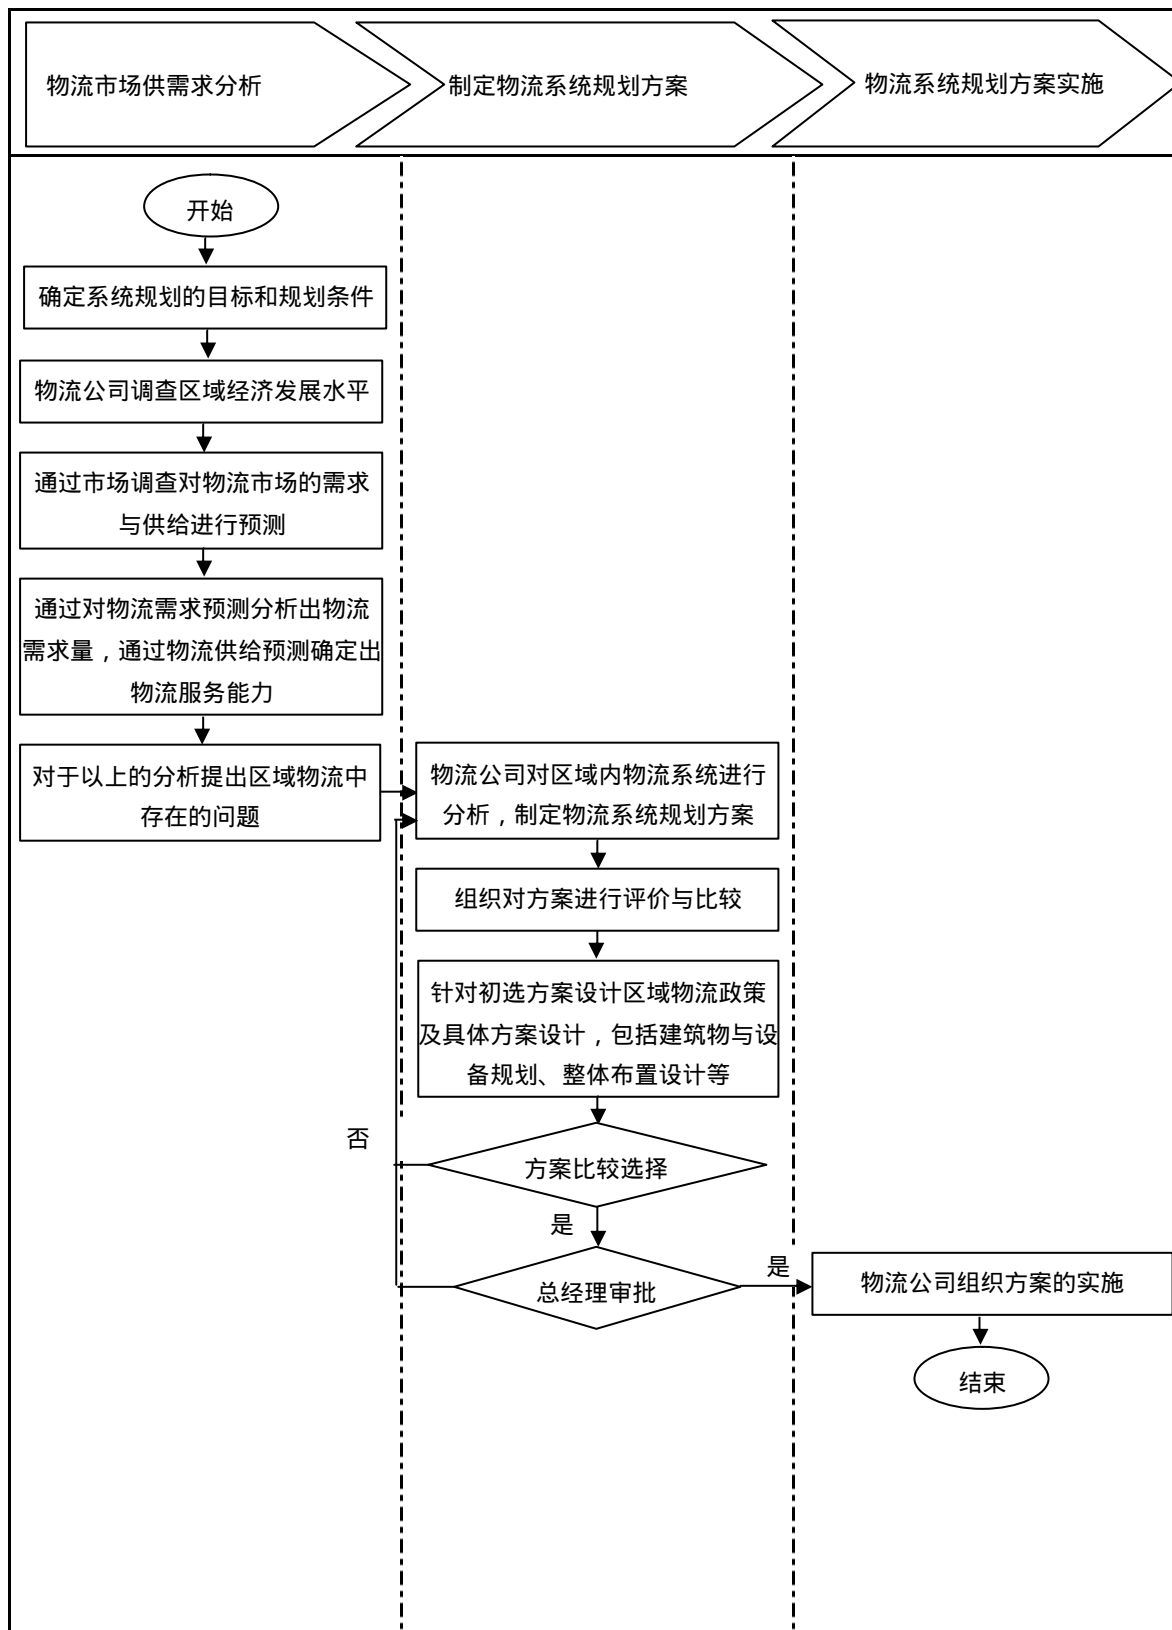 物流市场供需求分析
制定物流系统规划方案
物流系统规划方案实施
开始
确定系统规划的目标和规划条件
物流公司调查区域经济发展水平
通过市场调查对物流市场的需求
与供给进行预测
通过对物流需求预测分析出物流
需求量，通过物流供给预测确定出
物流服务能力
对于以上的分析提出区域物流中
存在的问题
物流公司对区域内物流系统进行
分析，制定物流系统规划方案
组织对方案进行评价与比较
针对初选方案设计区域物流政策
及具体方案设计，包括建筑物与设
备规划、整体布置设计等
否
方案比较选择
是
总经理审批
是
物流公司组织方案的实施
结束